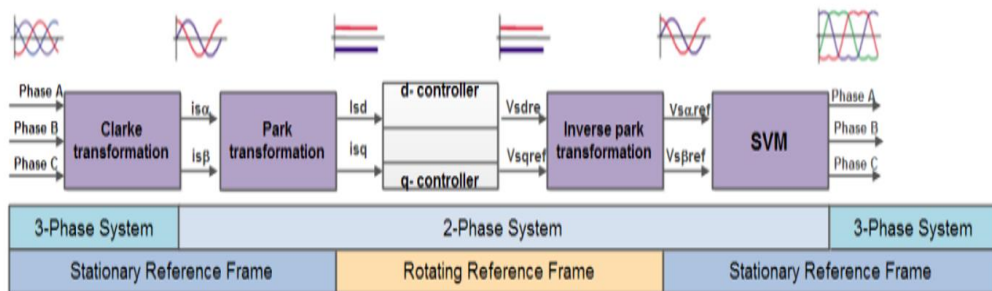 Phase A
Phase B
Phase C
Clarke
transformation
isα
isβ
Park
transformation
Isd
isq
d- controller
q- controller
Vsdre
Vsqref
Inverse park
transformation
Vsα.ref
Vsβref
SVM
Phase A
Phase B
Phase C
3-Phase System
2-Phase System
3-Phase System
Stationary Reference Frame
Rotating Reference Frame
Stationary Reference Frame